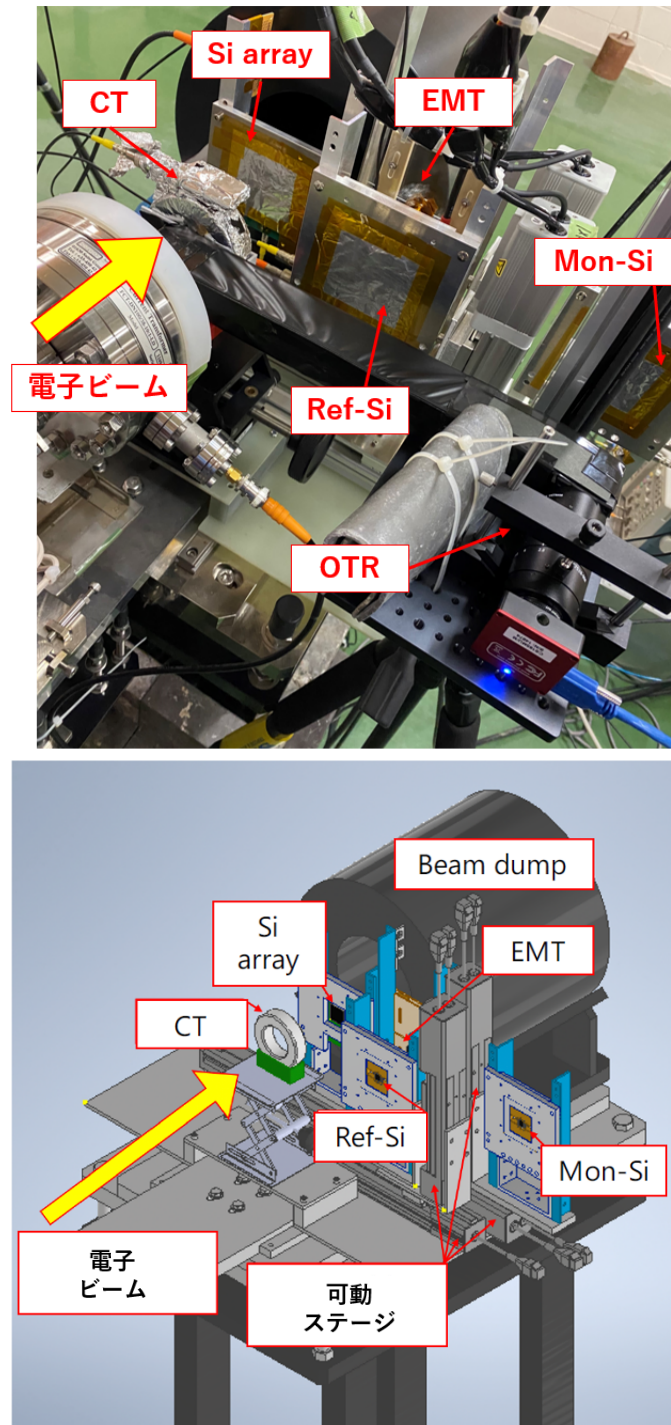 Si array
CT
EMT
Mon-Si
電子ビーム
Ref-Si
OTR
Beam dump
Si
array
EMT
CT
Ref-Si
Mon-Si
電子
ビーム
可動
ステージ